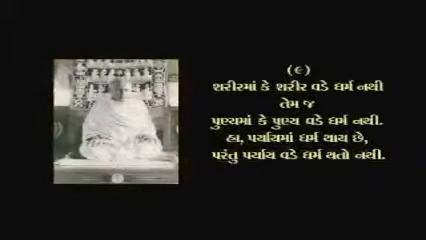 (૯)
શરીરમાં કે શરીર વડે ધર્મ નથી
તેમ જ
પુણ્યમાં કે પુણ્ય વડે ધર્મ નથી.
હા, પર્યાયમાં ધર્મ થાય છે,
પરંતુ પર્યાય વડે ધર્મ થતો નથી.